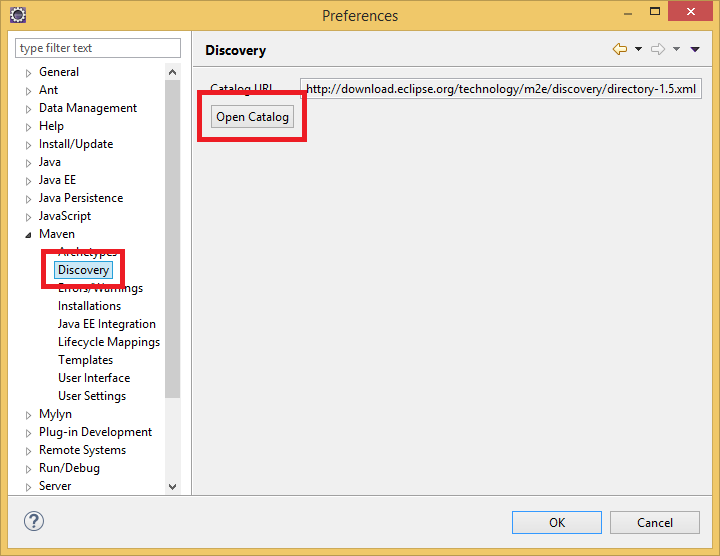 Preferences
type filter text
General
Ant
Data Management
Help
Install/Update
Java
Java EE
Java Persistence
JavaScript
Maven
Archetypes
Discovery
Errors/Warnings
Installations
Java EE Integration
Lifecycle Mappings
Templates
User Interface
User Settings
Mylyn
Plug-in Development
Remote Systems
Run/Debug
Server
Discovery
Catalog URL http://download.eclipse.org/technology/m2e/discovery/directory-1.5.xml
Open Catalog
?
OK Cancel